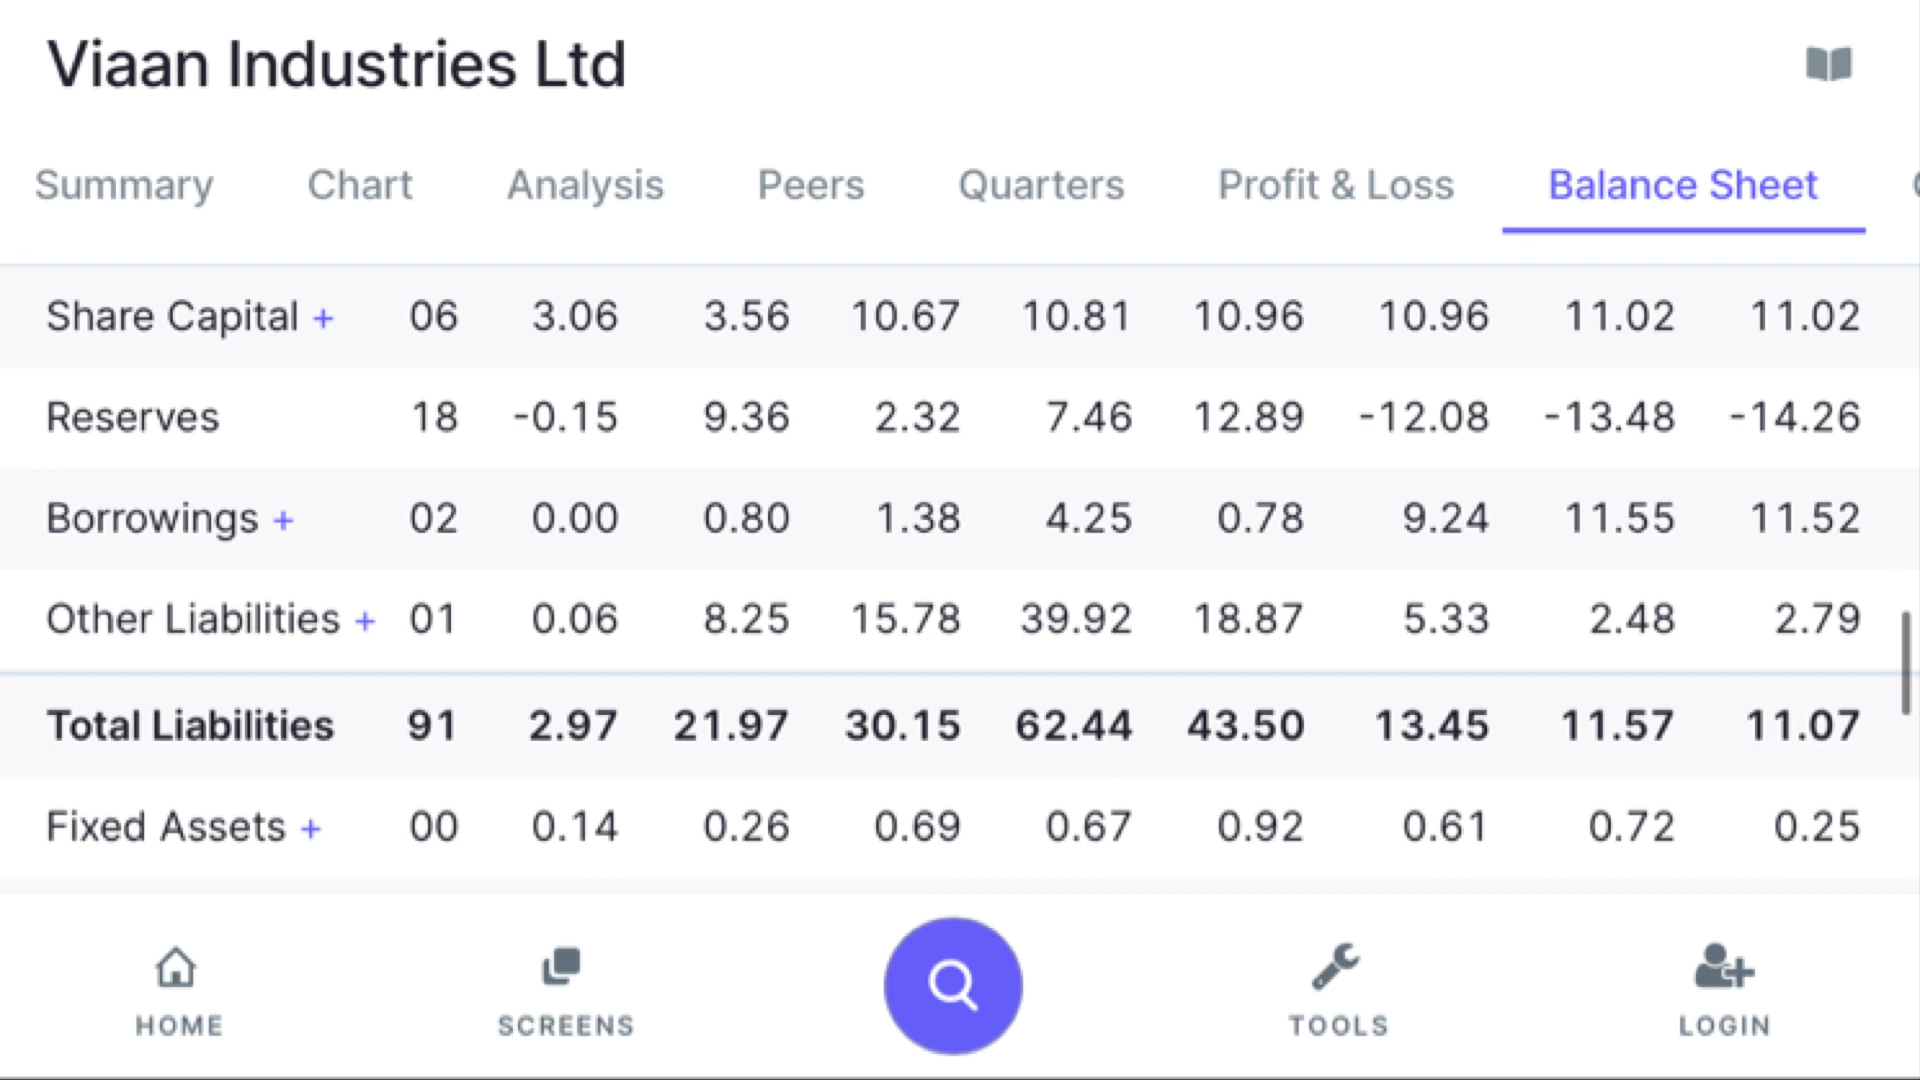 Viaan Industries Ltd
Summary Chart Analysis Peers Quarters Profit & Loss Balance Sheet
Share Capital + 06 3.06 3.56 10.67 10.81 10.96 10.96 11.02 11.02
Reserves 18 -0.15 9.36 2.32 7.46 12.89 -12.08 -13.48 -14.26
Borrowings + 02 0.00 0.80 1.38 4.25 0.78 9.24 11.55 11.52
Other Liabilities + 01 0.06 8.25 15.78 39.92 18.87 5.33 2.48 2.79
Total Liabilities 91 2.97 21.97 30.15 62.44 43.50 13.45 11.57 11.07
Fixed Assets + 00 0.14 0.26 0.69 0.67 0.92 0.61 0.72 0.25
HOME SCREENS TOOLS LOGIN